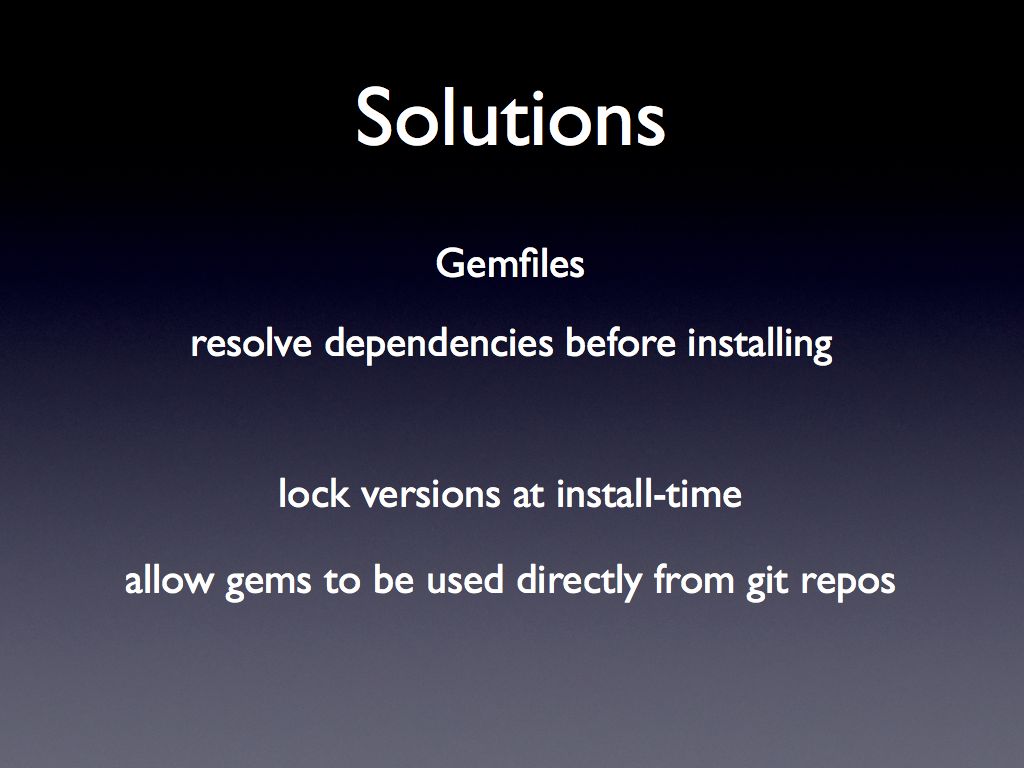 Solutions
Gemfiles
resolve dependencies before installing
lock versions at install-time
allow gems to be used directly from git repos